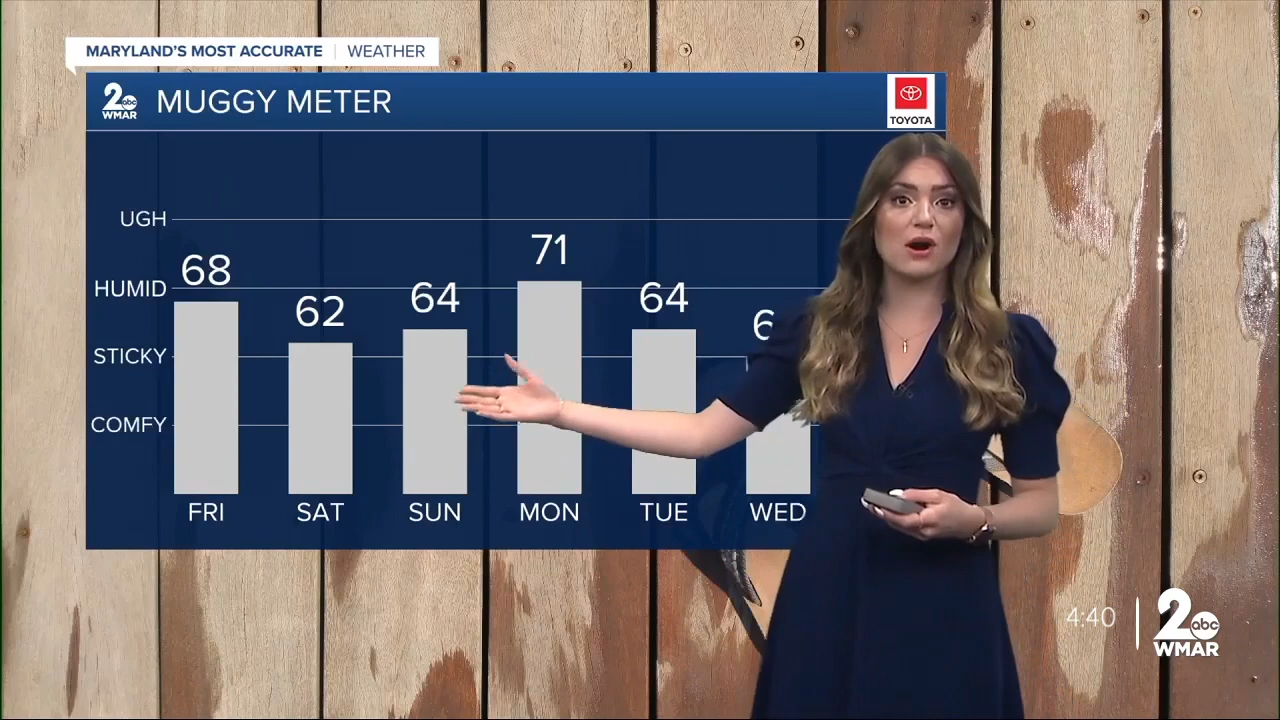 MARYLAND'S MOST ACCURATE | WEATHER
2 abc WMAR MUGGY METER
TOYOTA
UGH
HUMID
STICKY
COMFY
68 62 64 71 64
FRI SAT SUN MON TUE WED
4:40
2 abc
WMAR